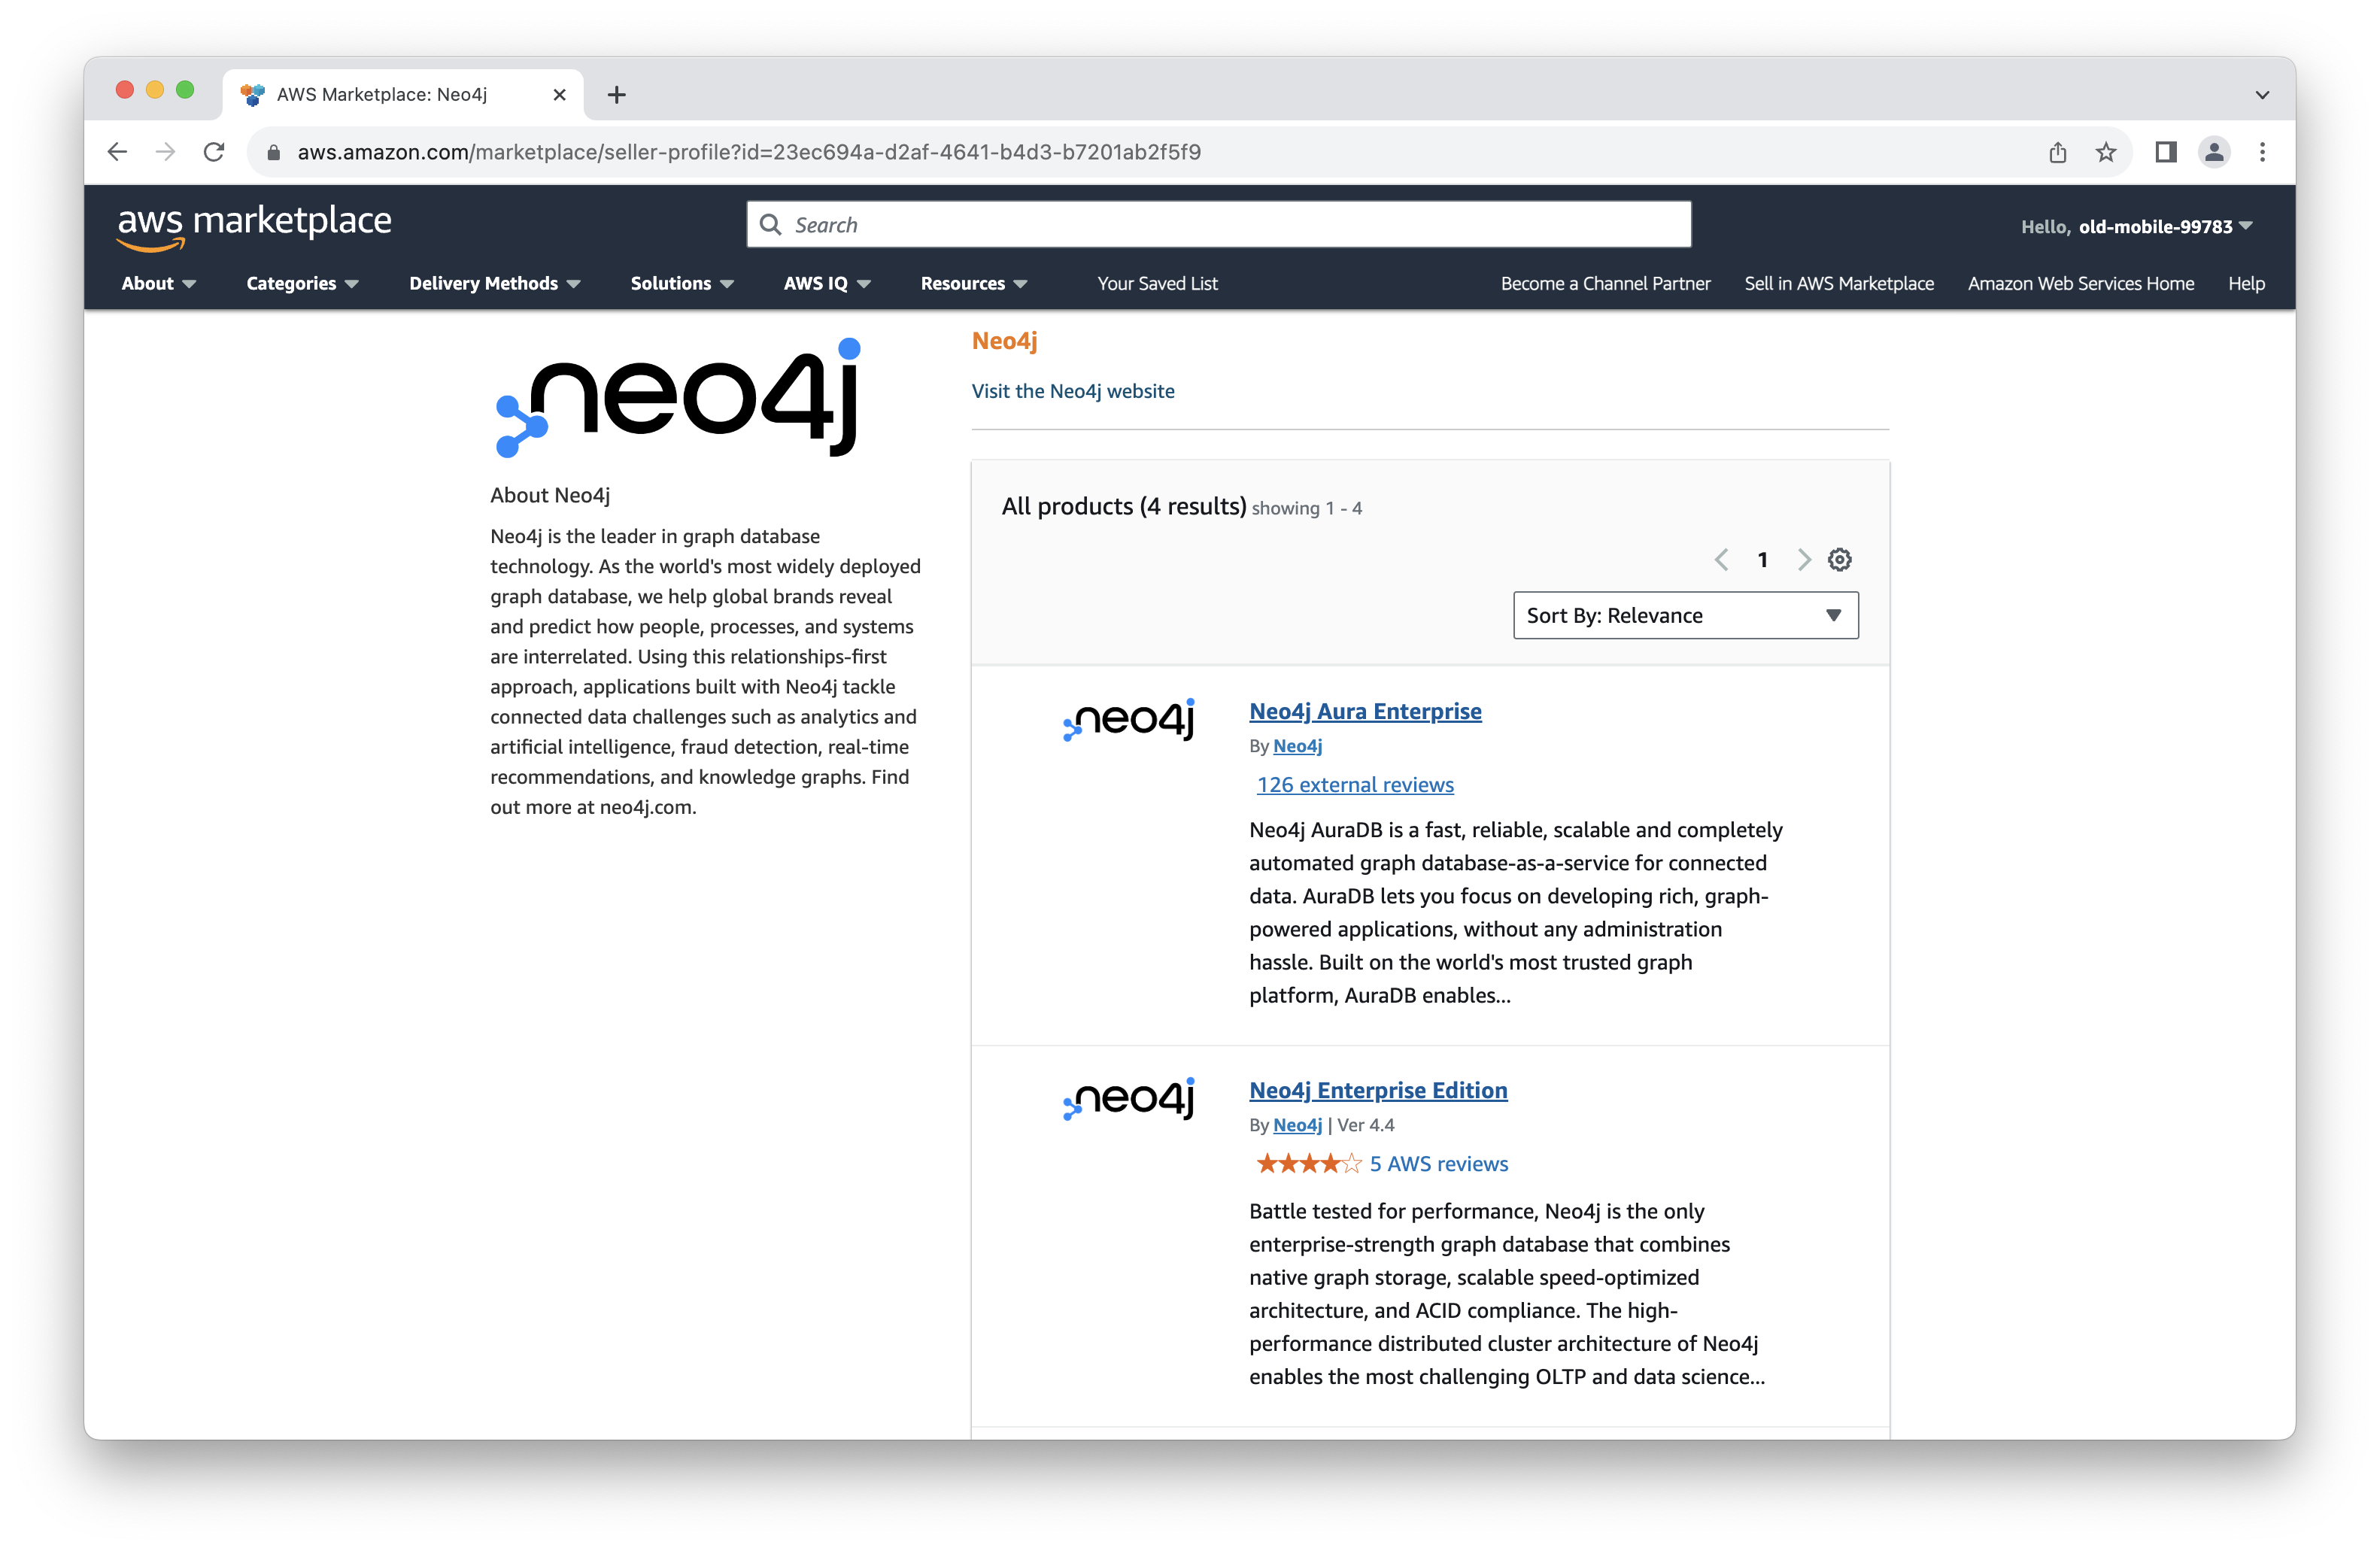 AWS Marketplace: Neo4j
aws.amazon.com/marketplace/seller-profile?id=23ec694a-d2af-4641-b4d3-b7201ab2f5f9
aws marketplace
Search
Hello, old-mobile-99783
About Categories Delivery Methods Solutions AWS IQ Resources Your Saved List Become a Channel Partner Sell in AWS Marketplace Amazon Web Services Home Help
neo4j
About Neo4j
Neo4j is the leader in graph database
technology. As the world's most widely deployed
graph database, we help global brands reveal
and predict how people, processes, and systems
are interrelated. Using this relationships-first
approach, applications built with Neo4j tackle
connected data challenges such as analytics and
artificial intelligence, fraud detection, real-time
recommendations, and knowledge graphs. Find
out more at neo4j.com.
Neo4j
Visit the Neo4j website
All products (4 results) showing 1 - 4
1
Sort By: Relevance
neo4j
Neo4j Aura Enterprise
By Neo4j
126 external reviews
Neo4j AuraDB is a fast, reliable, scalable and completely
automated graph database-as-a-service for connected
data. AuraDB lets you focus on developing rich, graph-
powered applications, without any administration
hassle. Built on the world's most trusted graph
platform, AuraDB enables...
neo4j
Neo4j Enterprise Edition
By Neo4j | Ver 4.4
5 AWS reviews
Battle tested for performance, Neo4j is the only
enterprise-strength graph database that combines
native graph storage, scalable speed-optimized
architecture, and ACID compliance. The high-
performance distributed cluster architecture of Neo4j
enables the most challenging OLTP and data science...